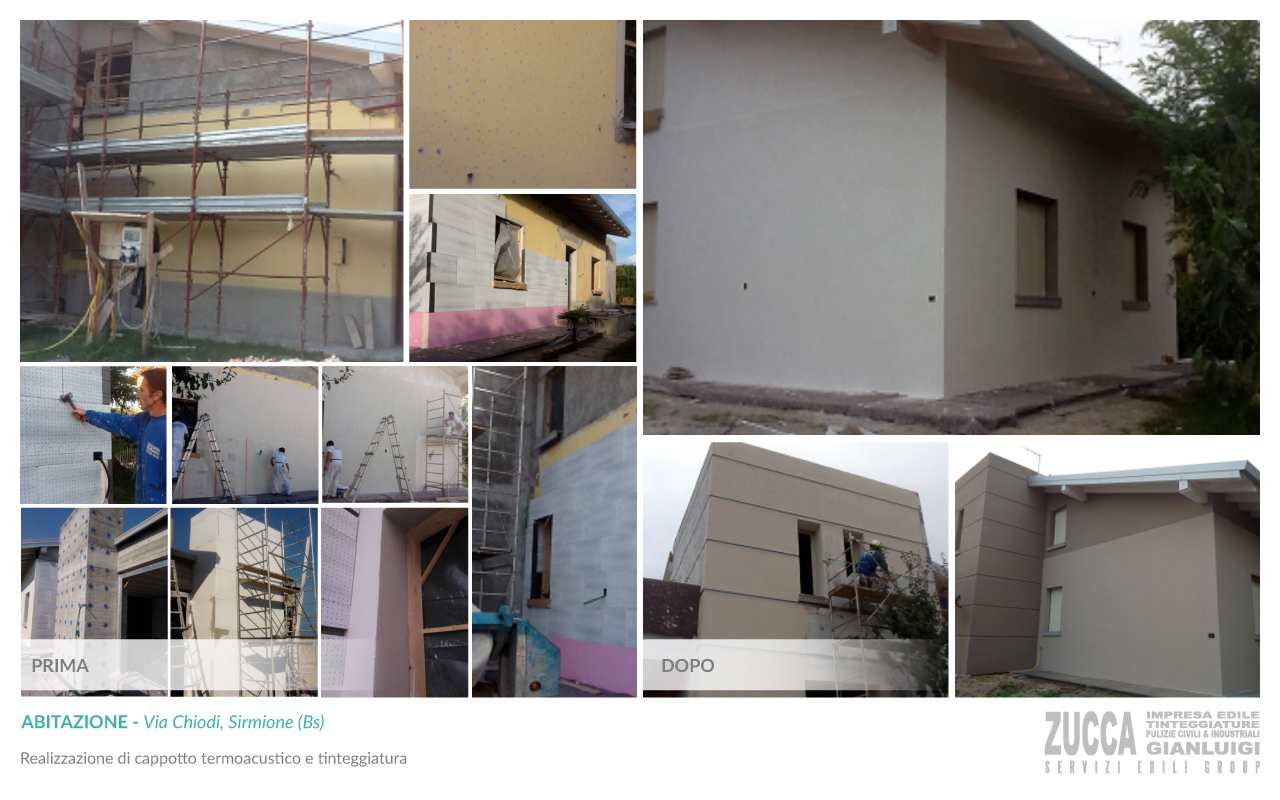 PRIMA
DOPO
ABITAZIONE - Via Chiodi, Sirmione (Bs)
Realizzazione di cappotto termoacustico e tinteggiatura
ZUCCA
IMPRESA EDILE
TINTEGGIATURE
PULIZIE CIVILI & INDUSTRIALI
GIANLUIGI
SERVIZI EDILI GROUP